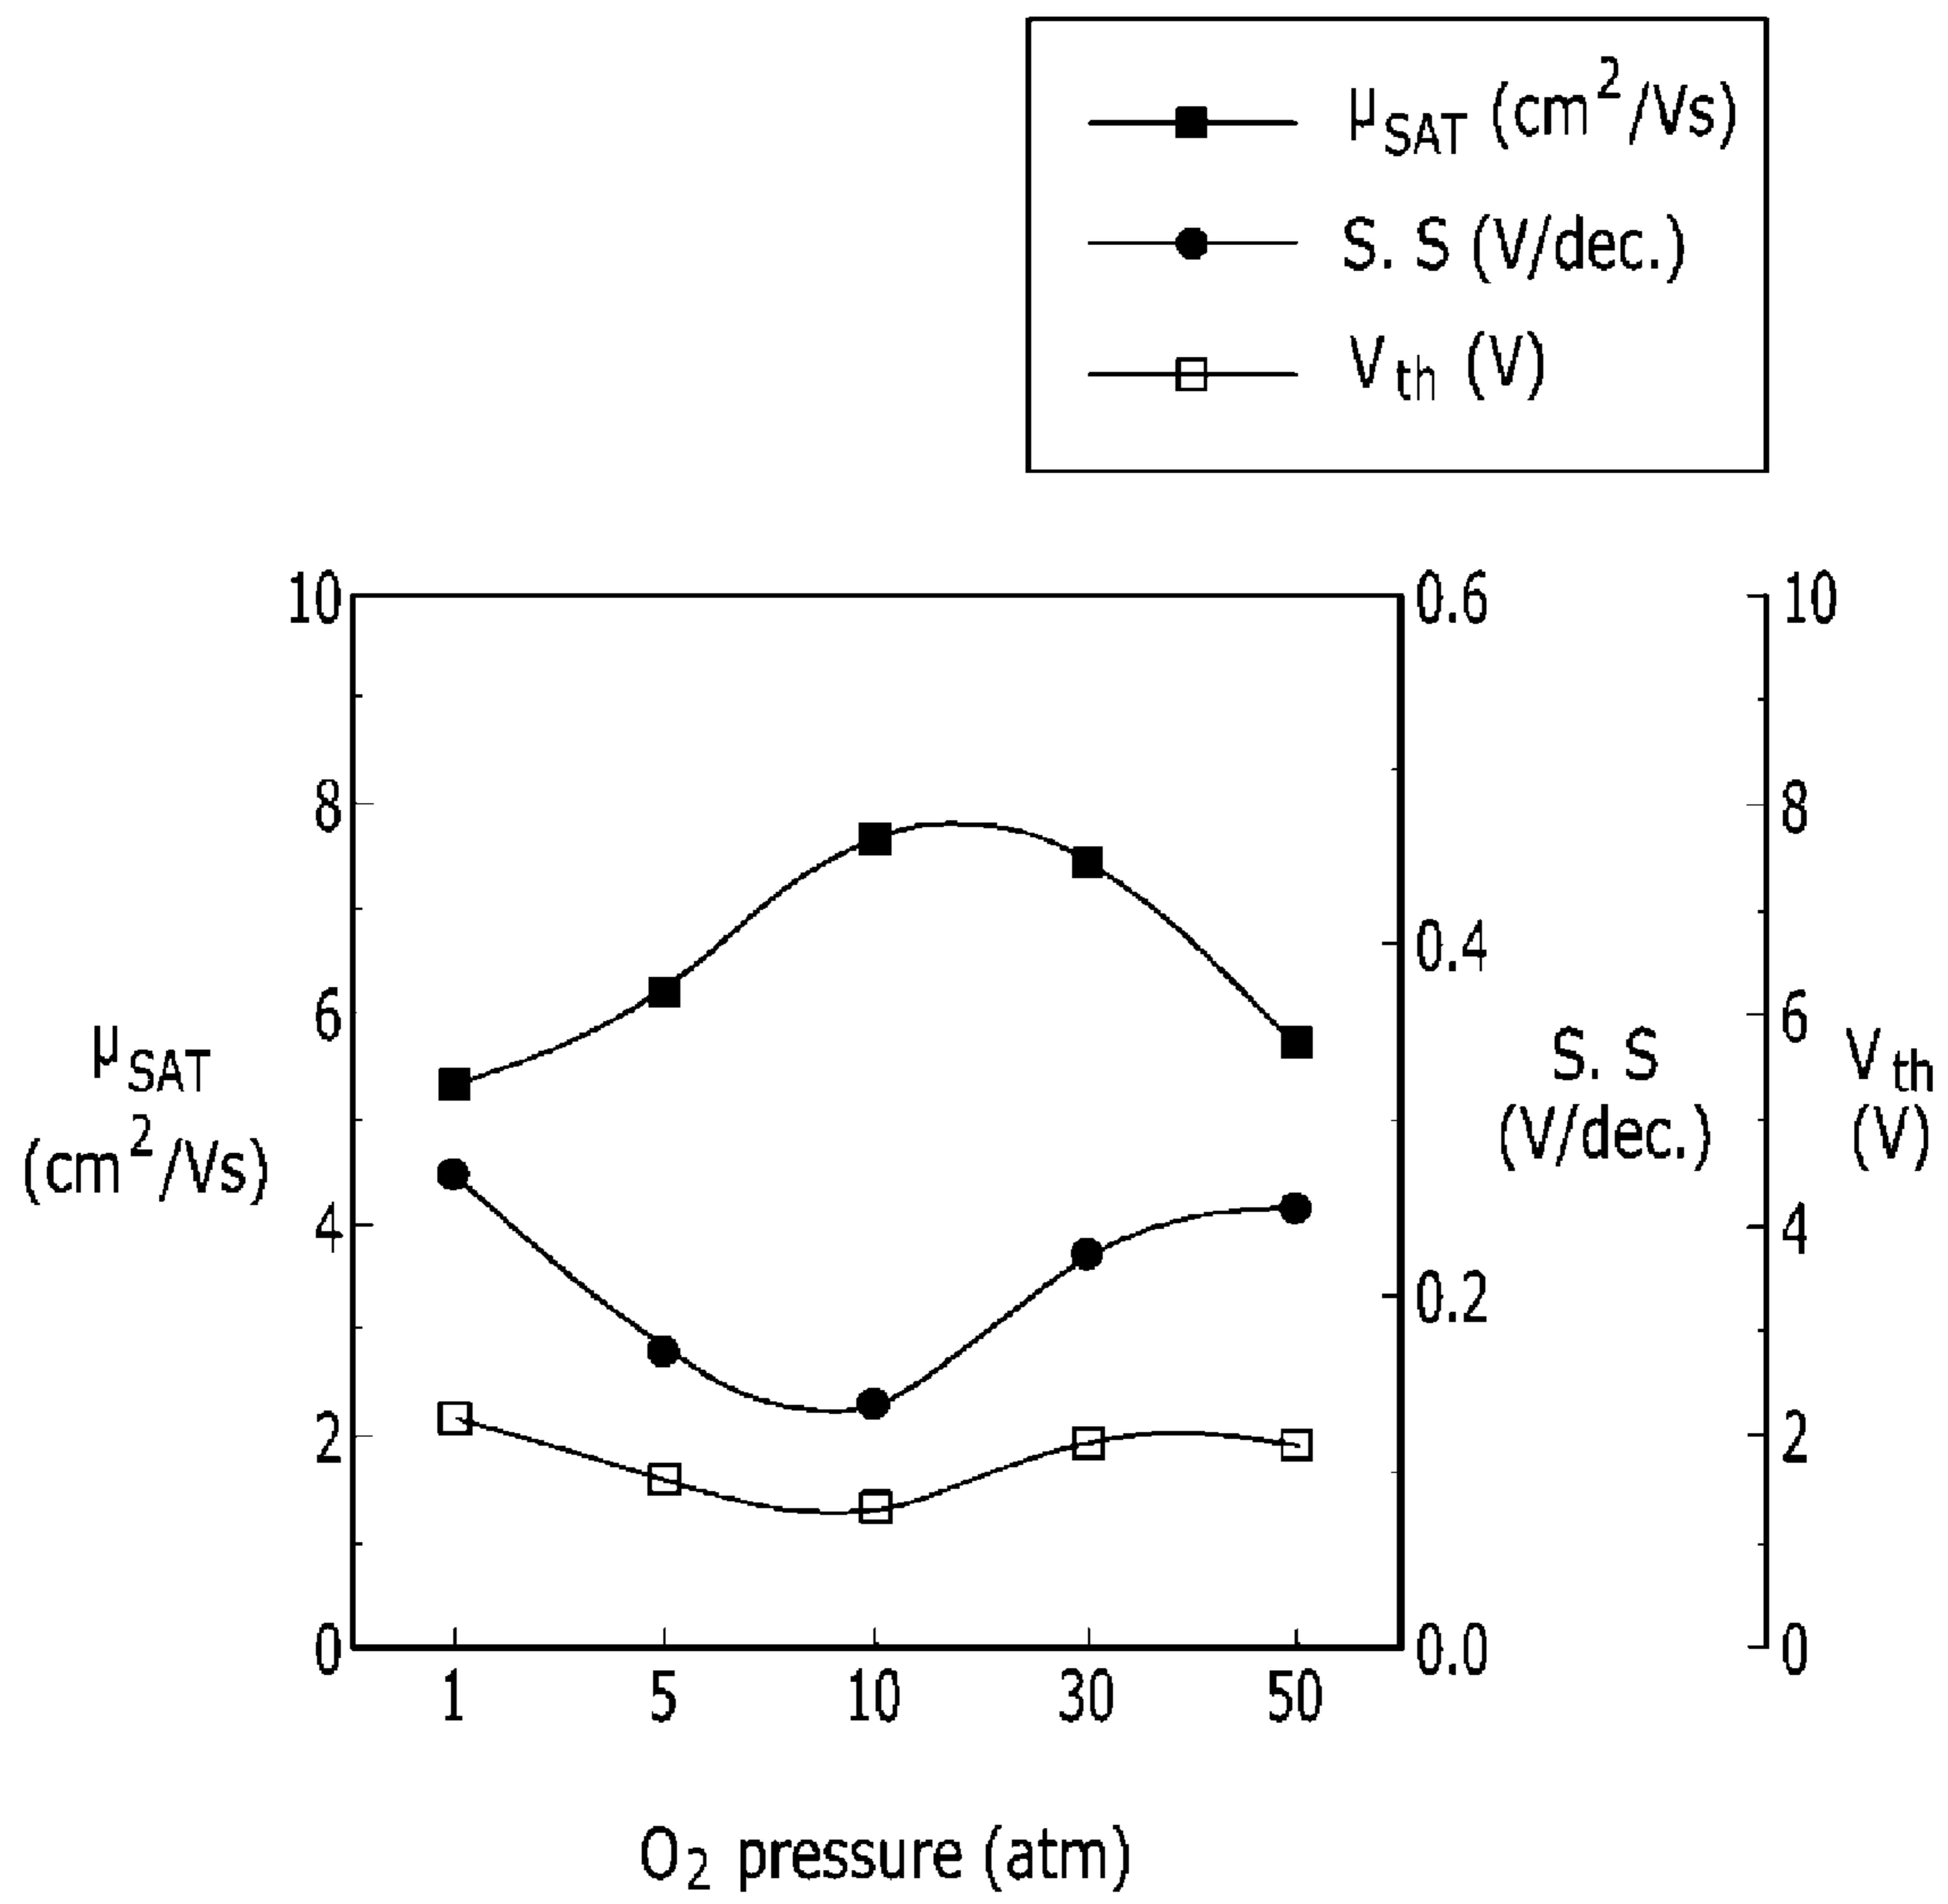 μSAT (cm²/Vs)
S. S (V/dec.)
Vth (V)
10
8
6
4
2
0
μSAT
(cm²/Vs)
0.6
0.4
0.2
0.0
S. S
(V/dec.)
10
8
6
4
2
0
Vth
(V)
1 5 10 30 50
O2 pressure (atm)